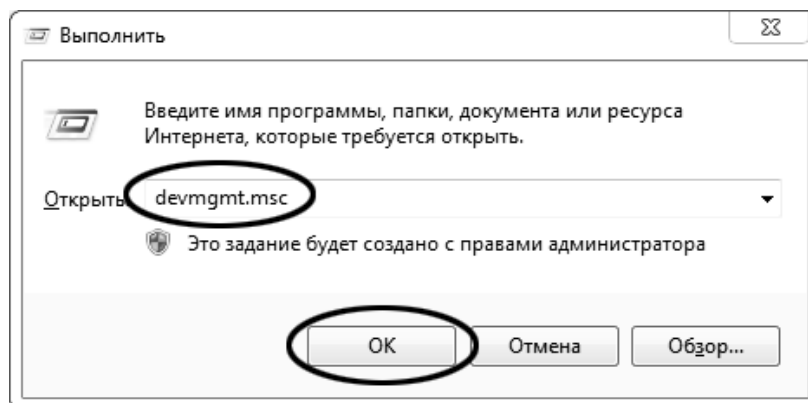 Выполнить
Введите имя программы, папки, документа или ресурса
Интернета, которые требуется открыть.
Открыть devmgmt.msc
Это задание будет создано с правами администратора
ОК Отмена Обзор...